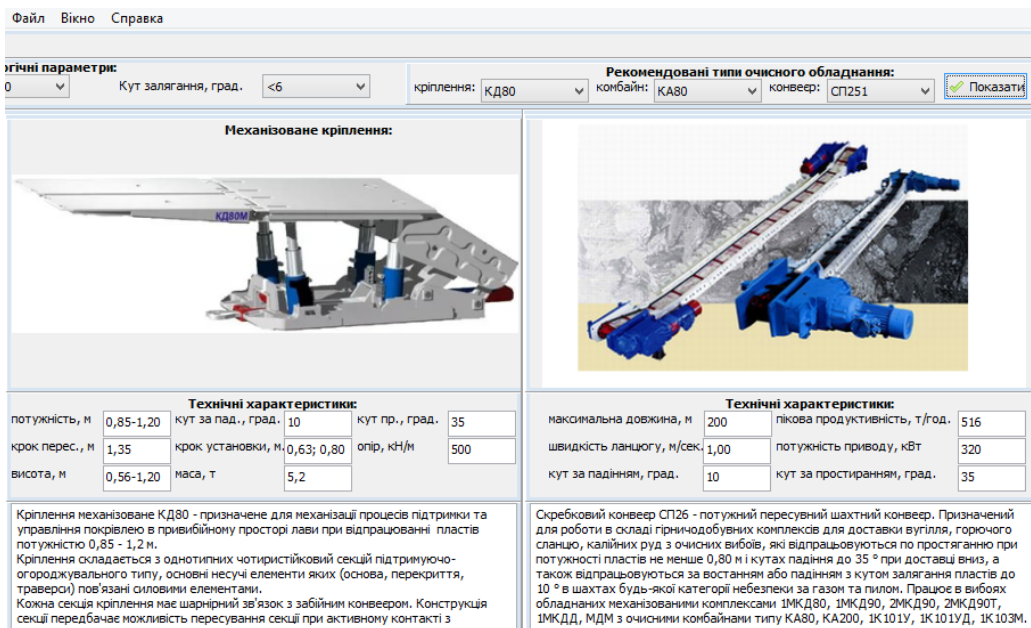 Файл Вікно Справка
огічні параметри:
0 Кут залягання, град. <6
Рекомендовані типи очисного обладнання:
кріплення: КД80 комбайн: КА80 конвеєр: СП251 Показати
Механізоване кріплення:
КД80М
Технічні характеристики:
потужність, м 0,85-1,20 кут за пад., град. 10 кут пр., град. 35
крок перес., м 1,35 крок установки, м. 0,63; 0,80 опір, кН/м 500
висота, м 0,56-1,20 маса, т 5,2
Кріплення механізоване КД80 - призначене для механізації процесів підтримки та
управління покрівлею в привибійному просторі лави при відпрацюванні пластів
потужністю 0,85 - 1,2 м.
Кріплення складається з однотипних чотиристійковий секцій підтримуючо-
огороджувального типу, основні несучі елементи яких (основа, перекриття,
траверси) пов'язані силовими елементами.
Кожна секція кріплення має шарнірний зв'язок з забійним конвеєром. Конструкція
секції передбачає можливість пересування секції при активному контакті з
Технічні характеристики:
максимальна довжина, м 200 пікова продуктивність, т/год. 516
швидкість ланцюгу, м/сек. 1,00 потужність приводу, кВт 320
кут за падінням, град. 10 кут за простиранням, град. 35
Скребковий конвеєр СП26 - потужний пересувний шахтний конвеєр. Призначений
для роботи в складі гірничодобувних комплексів для доставки вугілля, горючого
сланцю, калійних руд з очисних вибоїв, які відпрацьовуються по простяганню при
потужності пластів не менше 0,80 м і кутах падіння до 35 ° при доставці вниз, а
також відпрацьовуються за востанням або падінням з кутом залягання пластів до
10 ° в шахтах будь-якої категорії небезпеки за газом та пилом. Працює в вибоях
обладнаних механізованими комплексами 1МКД80, 1МКД90, 2МКД90, 2МКД90Т,
1МКДД, МДМ з очисними комбайнами типу КА80, КА200, 1К101У, 1К101УД, 1К103М.